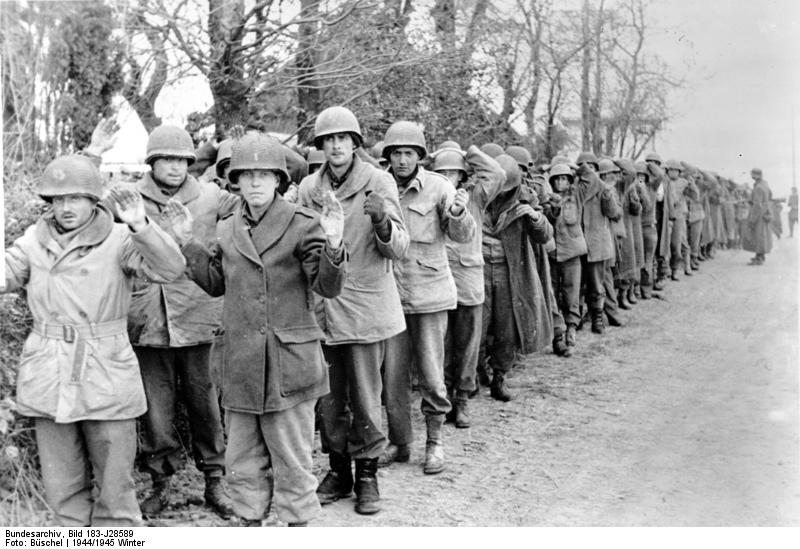 Bundesarchiv, Bild 183-J28589
Foto: Büschel | 1944/1945 Winter